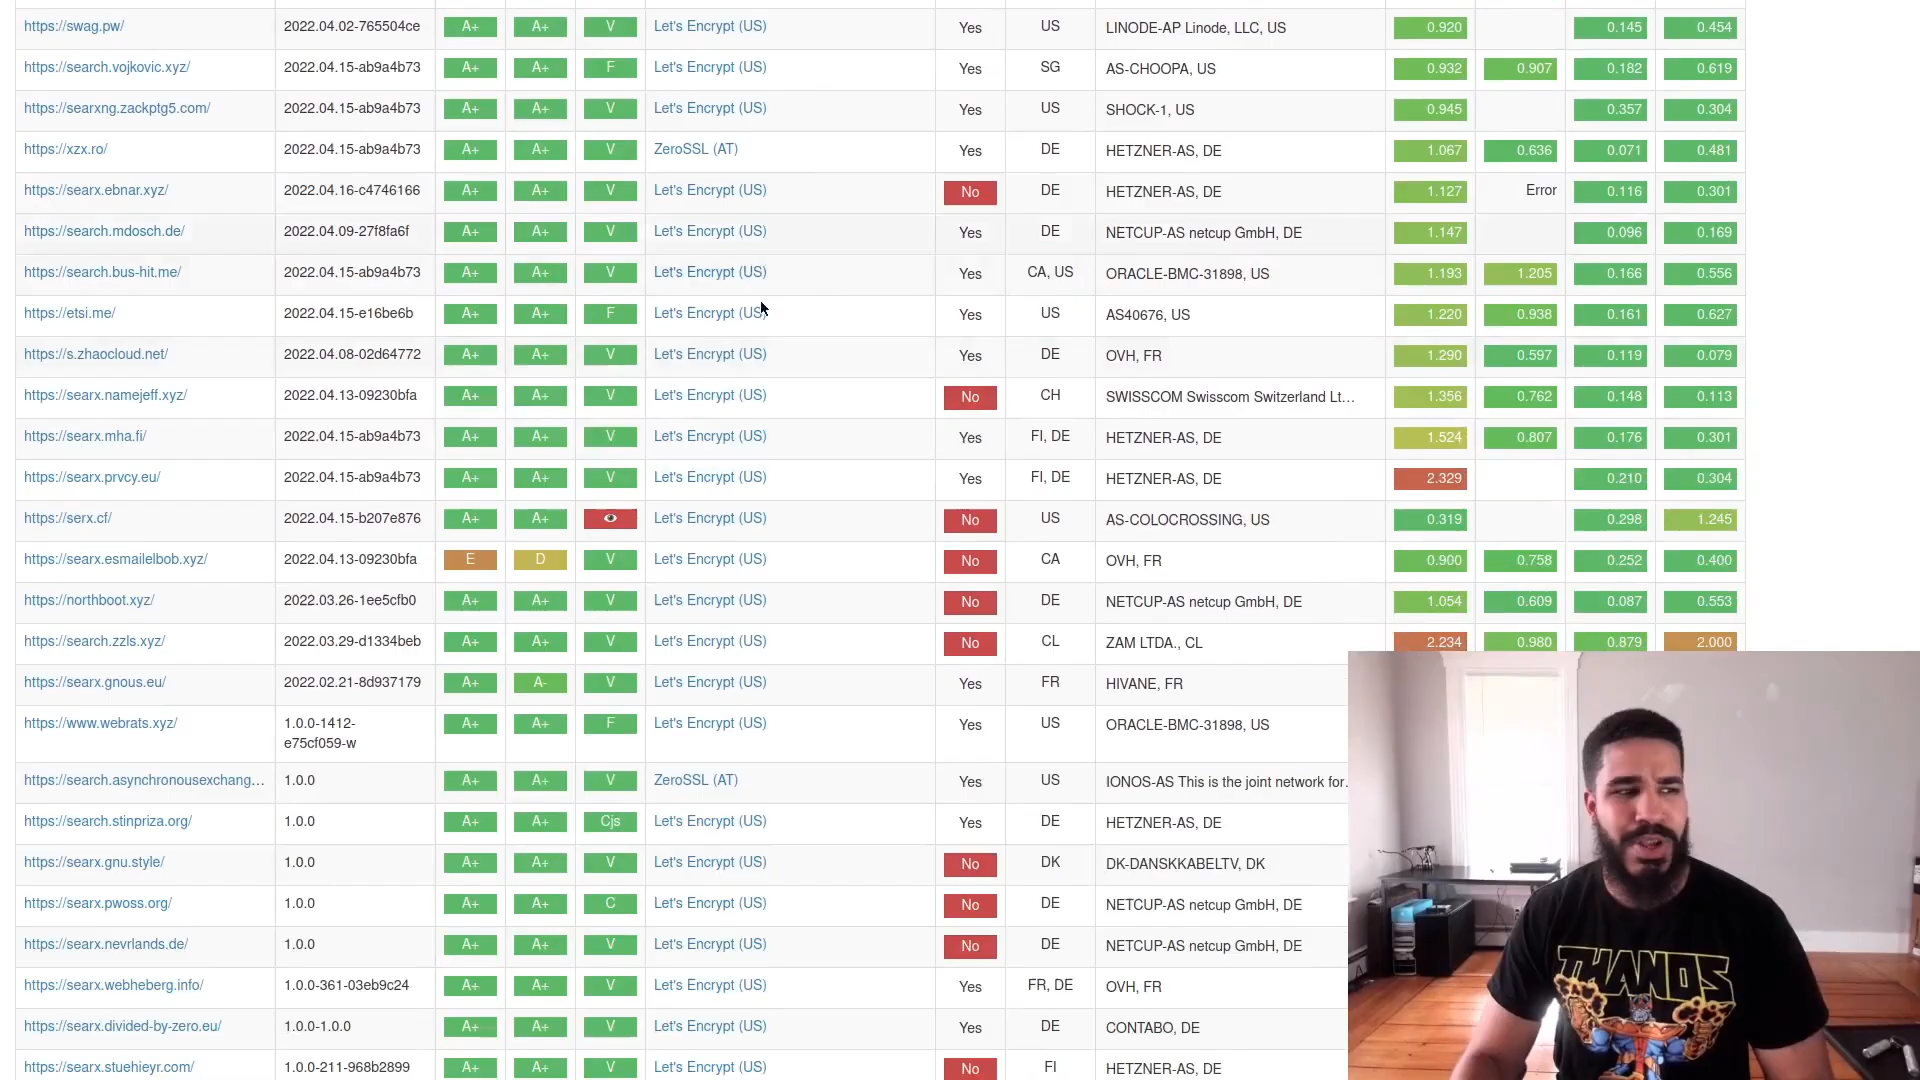 https://swag.pw/ 2022.04.02-765504ce A+ A+ V Let's Encrypt (US) Yes US LINODE-AP Linode, LLC, US 0.920 0.145 0.454
https://search.vojkovic.xyz/ 2022.04.15-ab9a4b73 A+ A+ F Let's Encrypt (US) Yes SG AS-CHOOPA, US 0.932 0.907 0.182 0.619
https://searxng.zackptg5.com/ 2022.04.15-ab9a4b73 A+ A+ V Let's Encrypt (US) Yes US SHOCK-1, US 0.945 0.357 0.304
https://xzx.ro/ 2022.04.15-ab9a4b73 A+ A+ V ZeroSSL (AT) Yes DE HETZNER-AS, DE 1.067 0.636 0.071 0.481
https://searx.ebnar.xyz/ 2022.04.16-c4746166 A+ A+ V Let's Encrypt (US) No DE HETZNER-AS, DE 1.127 Error 0.116 0.301
https://search.mdosch.de/ 2022.04.09-27f8fa6f A+ A+ V Let's Encrypt (US) Yes DE NETCUP-AS netcup GmbH, DE 1.147 0.096 0.169
https://search.bus-hit.me/ 2022.04.15-ab9a4b73 A+ A+ V Let's Encrypt (US) Yes CA, US ORACLE-BMC-31898, US 1.193 1.205 0.166 0.556
https://etsi.me/ 2022.04.15-e16be6b A+ A+ F Let's Encrypt (US) Yes US AS40676, US 1.220 0.938 0.161 0.627
https://s.zhaocloud.net/ 2022.04.08-02d64772 A+ A+ V Let's Encrypt (US) Yes DE OVH, FR 1.290 0.597 0.119 0.079
https://searx.namejeff.xyz/ 2022.04.13-09230bfa A+ A+ V Let's Encrypt (US) No CH SWISSCOM Swisscom Switzerland Lt... 1.356 0.762 0.148 0.113
https://searx.mha.fi/ 2022.04.15-ab9a4b73 A+ A+ V Let's Encrypt (US) Yes FI, DE HETZNER-AS, DE 1.524 0.807 0.176 0.301
https://searx.prvcy.eu/ 2022.04.15-ab9a4b73 A+ A+ V Let's Encrypt (US) Yes FI, DE HETZNER-AS, DE 2.329 0.210 0.304
https://serx.cf/ 2022.04.15-b207e876 A+ A+ Let's Encrypt (US) No US AS-COLOCROSSING, US 0.319 0.298 1.245
https://searx.esmailelbob.xyz/ 2022.04.13-09230bfa E D V Let's Encrypt (US) No CA OVH, FR 0.900 0.758 0.252 0.400
https://northboot.xyz/ 2022.03.26-1ee5cfb0 A+ A+ V Let's Encrypt (US) No DE NETCUP-AS netcup GmbH, DE 1.054 0.609 0.087 0.553
https://search.zzls.xyz/ 2022.03.29-d1334beb A+ A+ V Let's Encrypt (US) No CL ZAM LTDA., CL 2.234 0.980 0.879 2.000
https://searx.gnous.eu/ 2022.02.21-8d937179 A+ A- V Let's Encrypt (US) Yes FR HIVANE, FR
https://www.webrats.xyz/ 1.0.0-1412- A+ A+ F Let's Encrypt (US) Yes US ORACLE-BMC-31898, US
e75cf059-w
https://search.asynchronousexchang... 1.0.0 A+ A+ V ZeroSSL (AT) Yes US IONOS-AS This is the joint network for
https://search.stinpriza.org/ 1.0.0 A+ A+ Cjs Let's Encrypt (US) Yes DE HETZNER-AS, DE
https://searx.gnu.style/ 1.0.0 A+ A+ V Let's Encrypt (US) No DK DK-DANSKKABELTV, DK
https://searx.pwoss.org/ 1.0.0 A+ A+ C Let's Encrypt (US) No DE NETCUP-AS netcup GmbH, DE
https://searx.nevrlands.de/ 1.0.0 A+ A+ V Let's Encrypt (US) No DE NETCUP-AS netcup GmbH, DE
https://searx.webheberg.info/ 1.0.0-361-03eb9c24 A+ A+ V Let's Encrypt (US) Yes FR, DE OVH, FR
https://searx.divided-by-zero.eu/ 1.0.0-1.0.0 A+ A+ V Let's Encrypt (US) Yes DE CONTABO, DE
https://searx.stuehieyr.com/ 1.0.0-211-968b2899 A+ A+ V Let's Encrypt (US) No FI HETZNER-AS, DE
THANOS